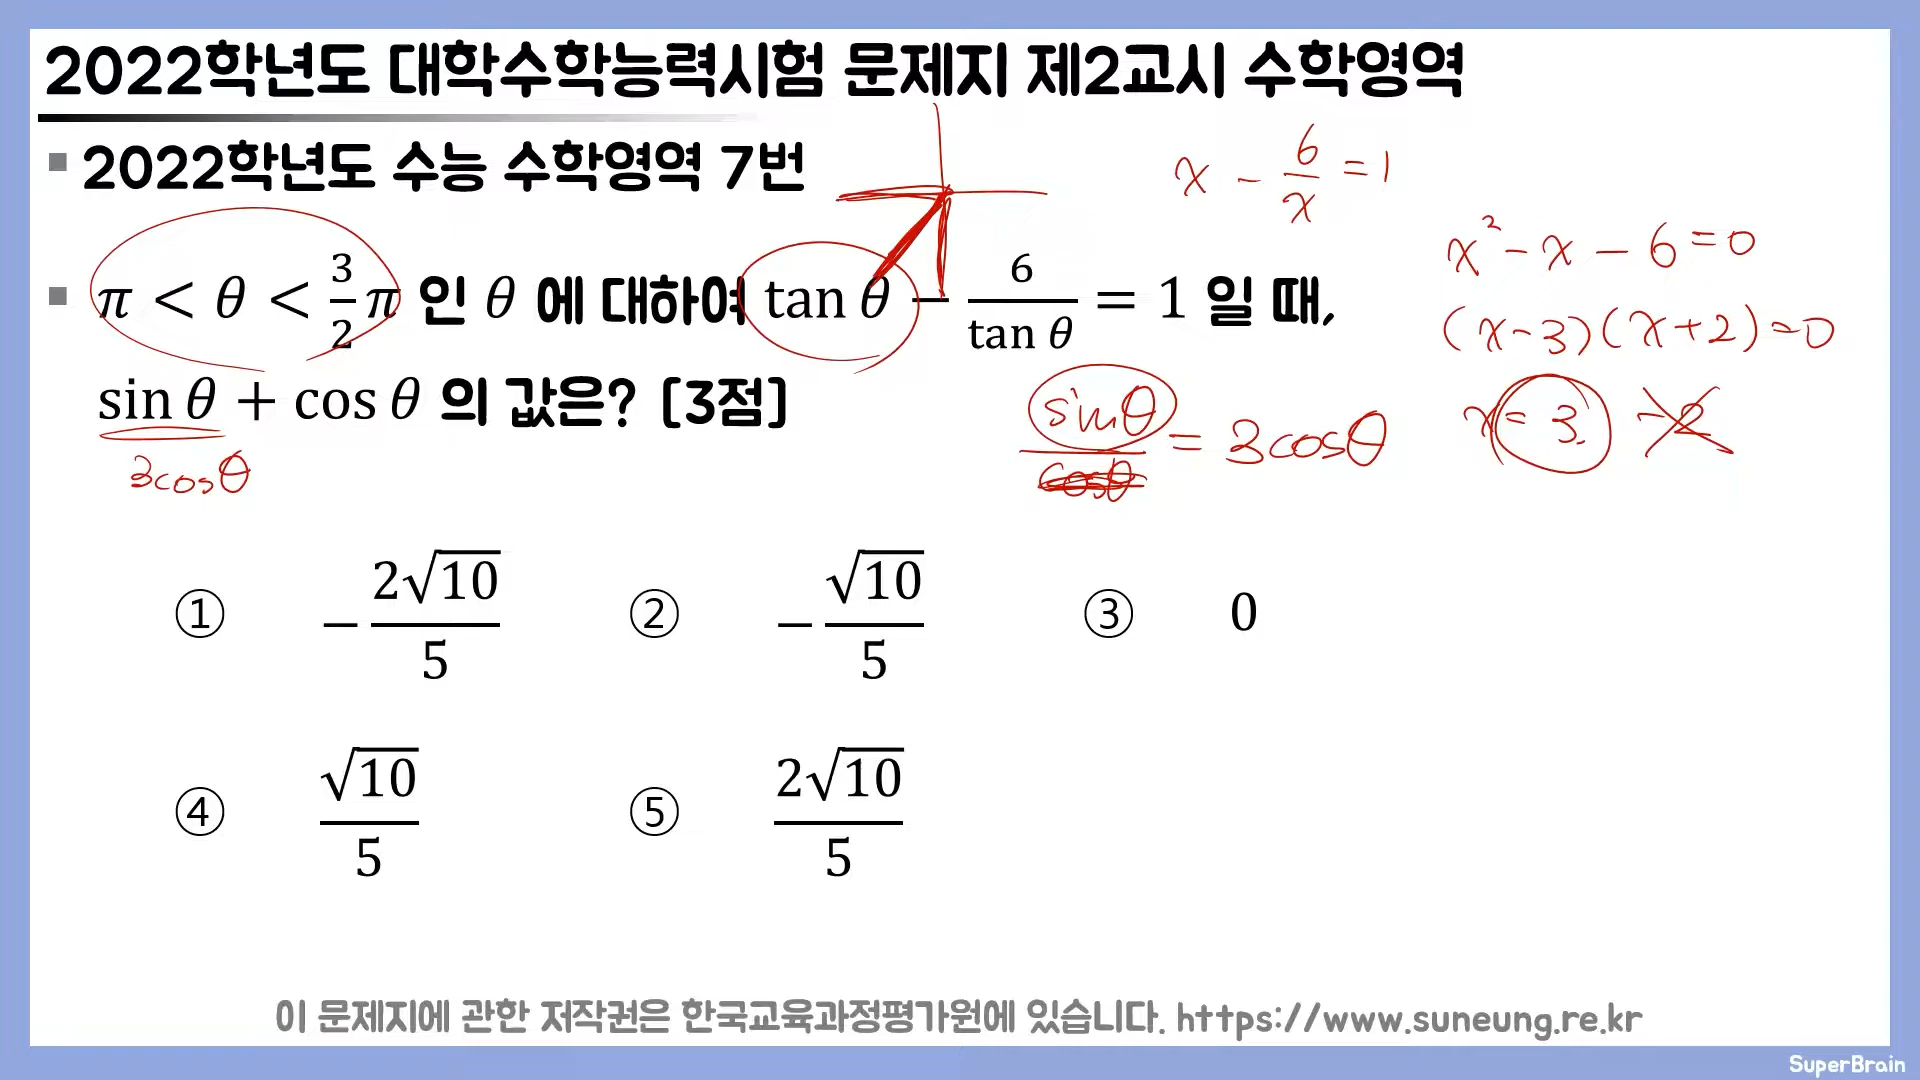 2022학년도 대학수학능력시험 문제지 제2교시 수학영역
▪ 2022학년도 수능 수학영역 7번
x - 6/x = 1
x² - x - 6 = 0
▪ π < θ < 3/2 π 인 θ 에 대하여 tan θ − 6/tan θ = 1 일 때,
(x-3)(x+2)=0
sin θ + cos θ 의 값은? [3점]
x = 3. -2
sinθ/cosθ = 3cosθ
3cosθ
① −2√10/5 ② −√10/5 ③ 0
④ √10/5 ⑤ 2√10/5
이 문제지에 관한 저작권은 한국교육과정평가원에 있습니다. https://www.suneung.re.kr
SuperBrain